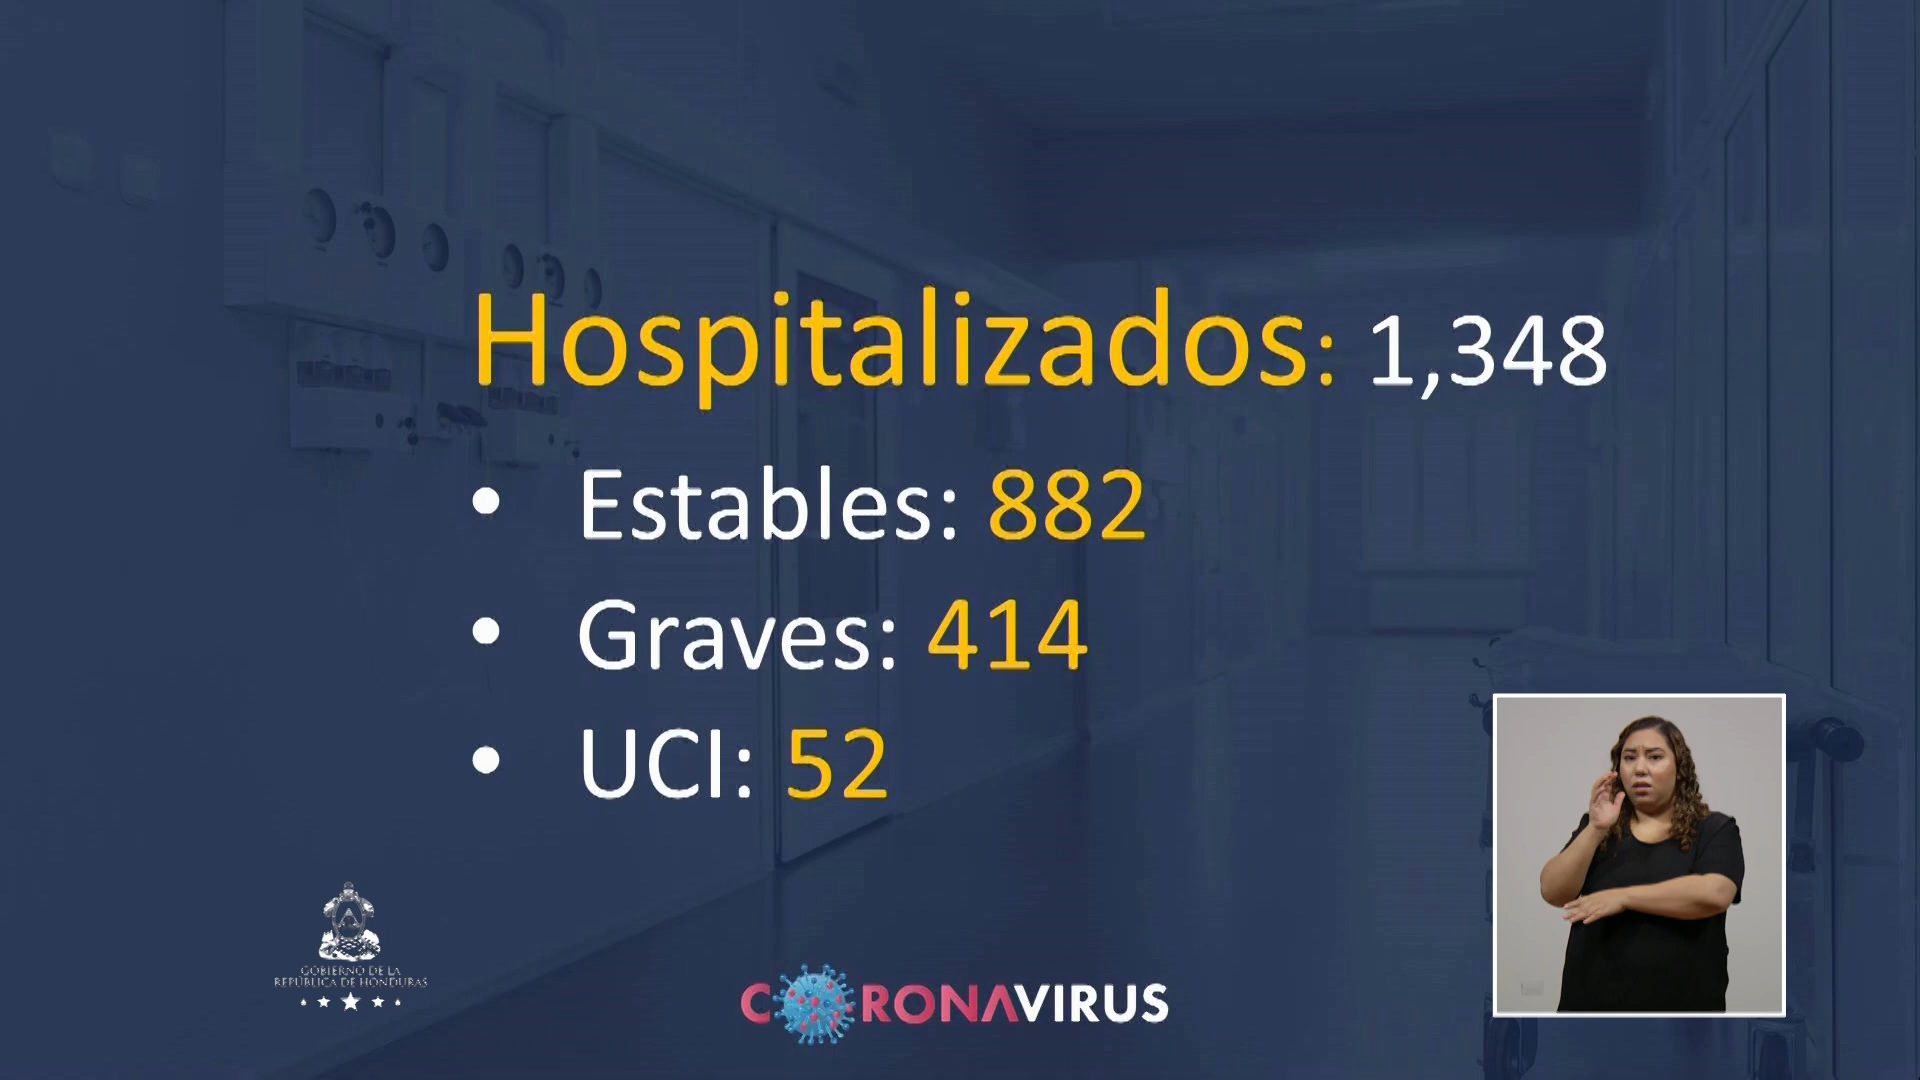 Hospitalizados: 1,348
• Estables: 882
• Graves: 414
• UCI: 52
GOBIERNO DE LA
REPÚBLICA DE HONDURAS
CORONAVIRUS